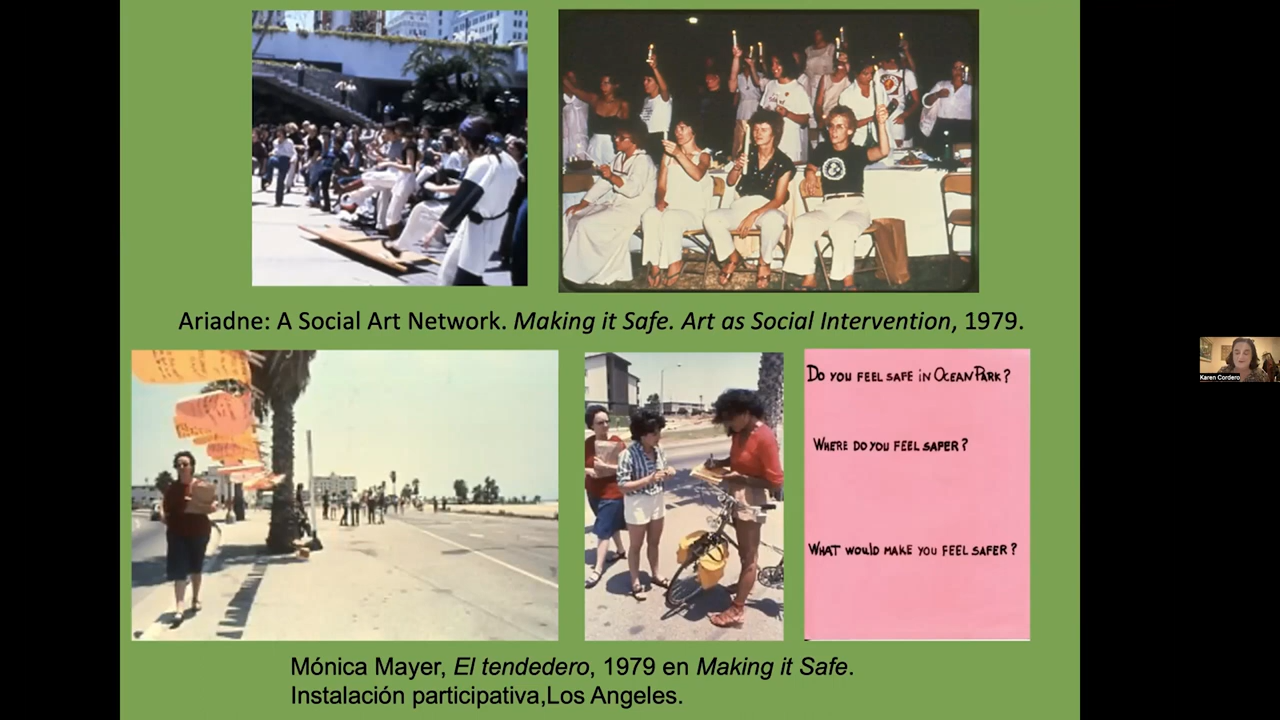 Ariadne: A Social Art Network. Making it Safe. Art as Social Intervention, 1979.
DO YOU FEEL SAFE IN OCEAN PARK?
WHERE DO YOU FEEL SAFER?
WHAT WOULD MAKE YOU FEEL SAFER?
Mónica Mayer, El tendedero, 1979 en Making it Safe.
Instalación participativa,Los Angeles.
Karen Cordero